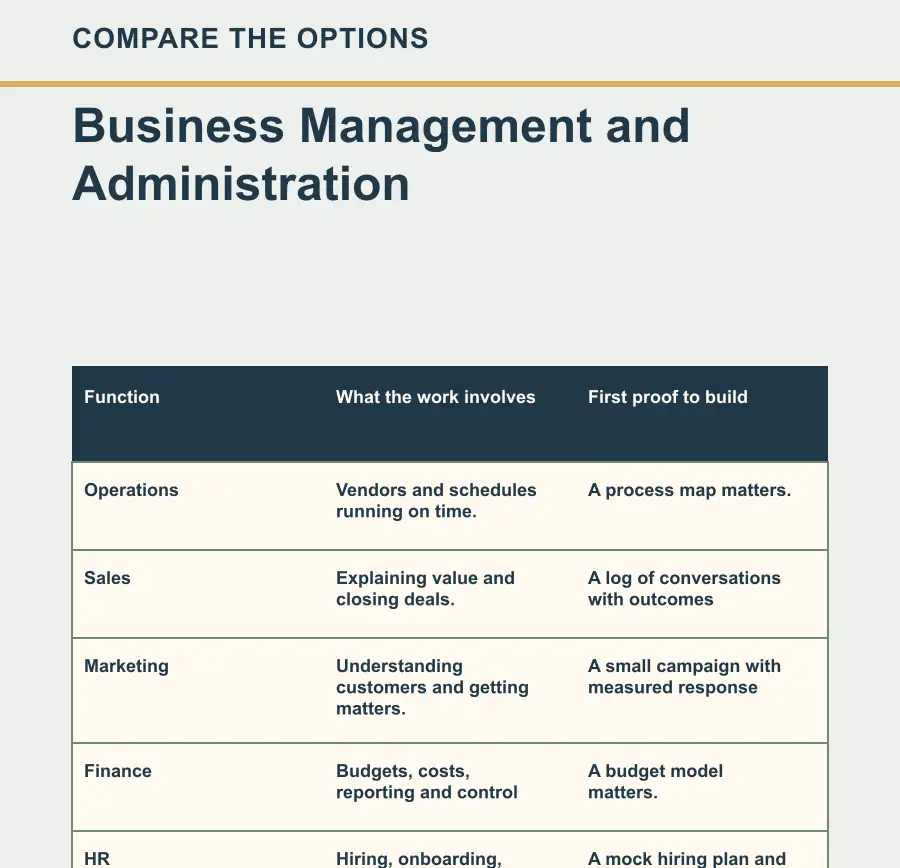 COMPARE THE OPTIONS
Business Management and
Administration
Function
What the work involves
First proof to build
Operations
Vendors and schedules
running on time.
A process map matters.
Sales
Explaining value and
closing deals.
A log of conversations
with outcomes
Marketing
Understanding
customers and getting
matters.
A small campaign with
measured response
Finance
Budgets, costs,
reporting and control
A budget model
matters.
HR
Hiring, onboarding,
A mock hiring plan and